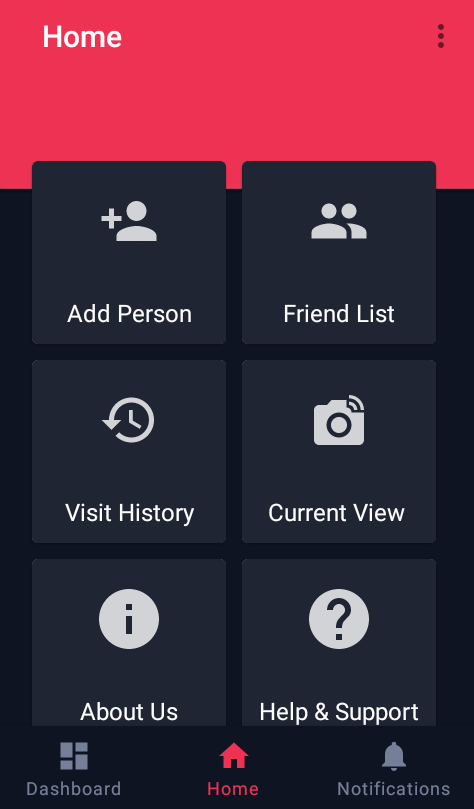 Home
Add Person
Friend List
Visit History
Current View
About Us
Help & Support
Dashboard
Home
Notifications